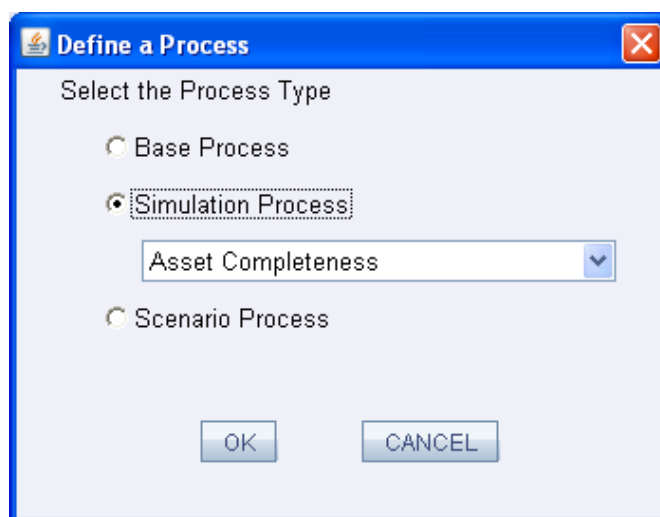 Define a Process
Select the Process Type
Base Process
Simulation Process
Asset Completeness
Scenario Process
OK CANCEL